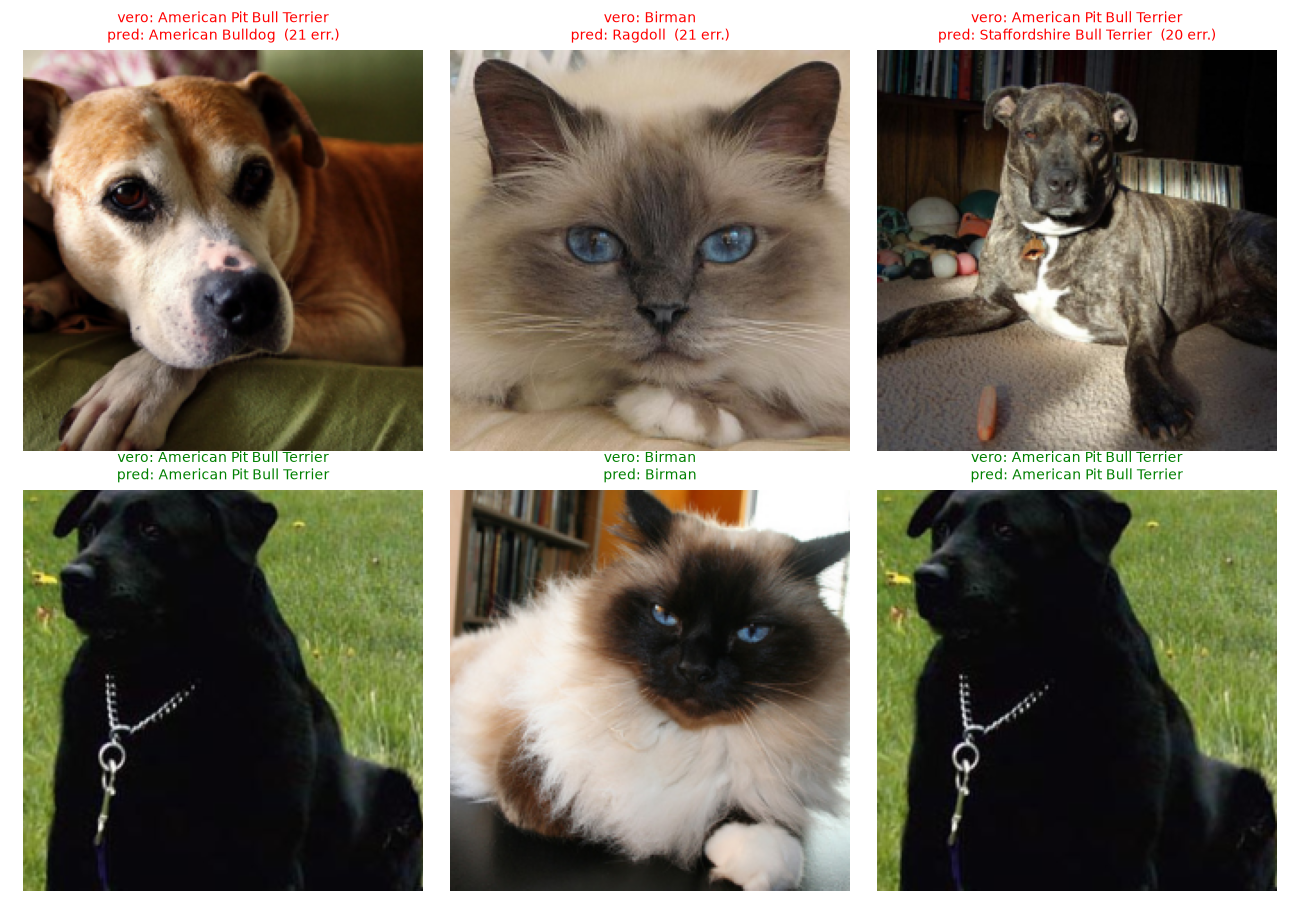 vero: American Pit Bull Terrier
pred: American Bulldog  (21 err.)
vero: Birman
pred: Ragdoll  (21 err.)
vero: American Pit Bull Terrier
pred: Staffordshire Bull Terrier  (20 err.)
vero: American Pit Bull Terrier
pred: American Pit Bull Terrier
vero: Birman
pred: Birman
vero: American Pit Bull Terrier
pred: American Pit Bull Terrier